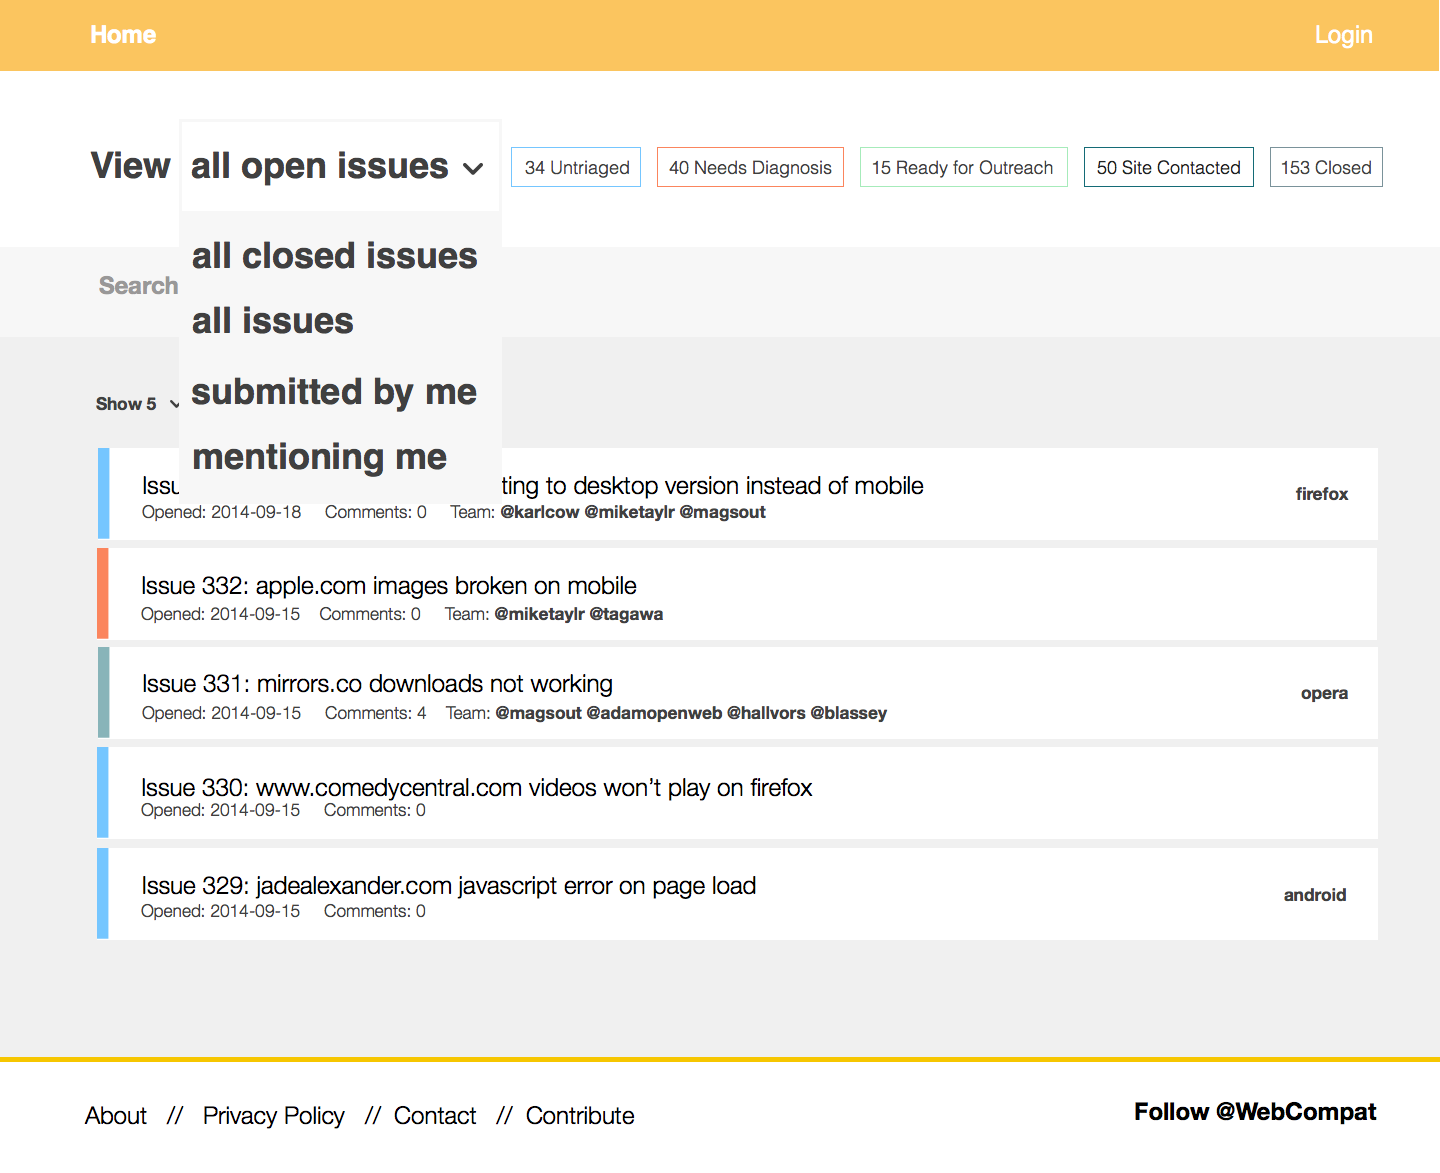 Home Login
View all open issues 34 Untriaged 40 Needs Diagnosis 15 Ready for Outreach 50 Site Contacted 153 Closed
all closed issues
Search
all issues
submitted by me
Show 5
mentioning me
to desktop version instead of mobile
firefox
Opened: 2014-09-18 Comments: 0 Team: @karlcow @miketaylr @magsout
Issue 332: apple.com images broken on mobile
Opened: 2014-09-15 Comments: 0 Team: @miketaylr @tagawa
Issue 331: mirrors.co downloads not working
opera
Opened: 2014-09-15 Comments: 4 Team: @magsout @adamopenweb @hallvors @blassey
Issue 330: www.comedycentral.com videos won’t play on firefox
Opened: 2014-09-15 Comments: 0
Issue 329: jadealexander.com javascript error on page load
android
Opened: 2014-09-15 Comments: 0
About // Privacy Policy // Contact // Contribute Follow @WebCompat